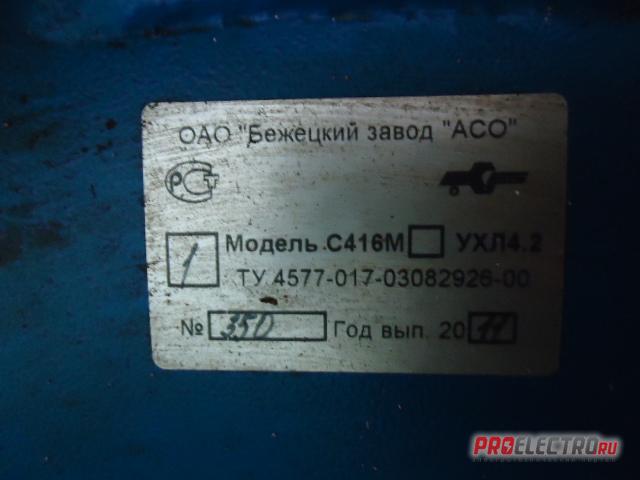 ОАО "Бежецкий завод "АСО"
РСТ
1 Модель С416М УХЛ4.2
ТУ 4577-017-03082926-00
№ 350 Год вып. 2011
PROELECTRO.RU